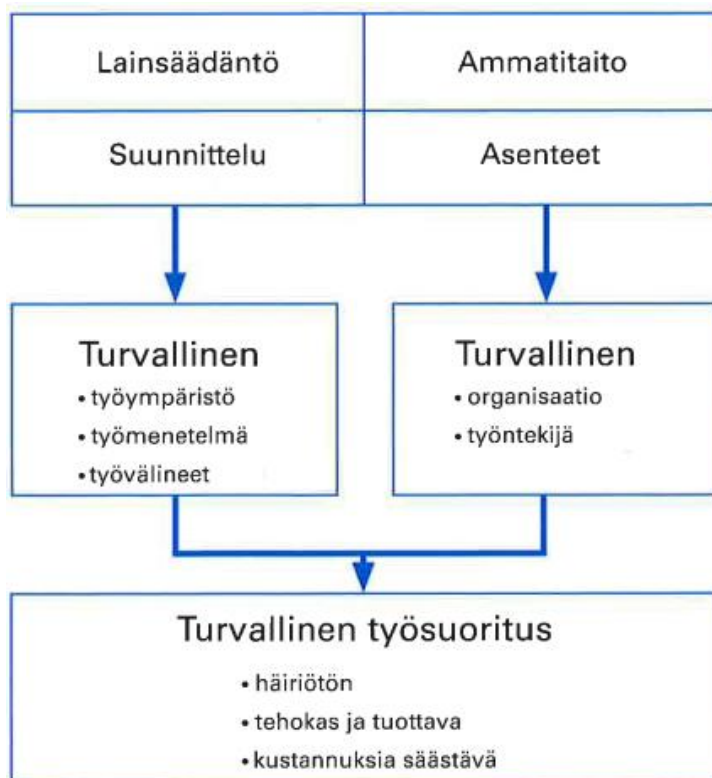 Lainsäädäntö
Ammatitaito
Suunnittelu
Asenteet
Turvallinen
• työympäristö
• työmenetelmä
• työvälineet
Turvallinen
• organisaatio
• työntekijä
Turvallinen työsuoritus
• häiriötön
• tehokas ja tuottava
• kustannuksia säästävä